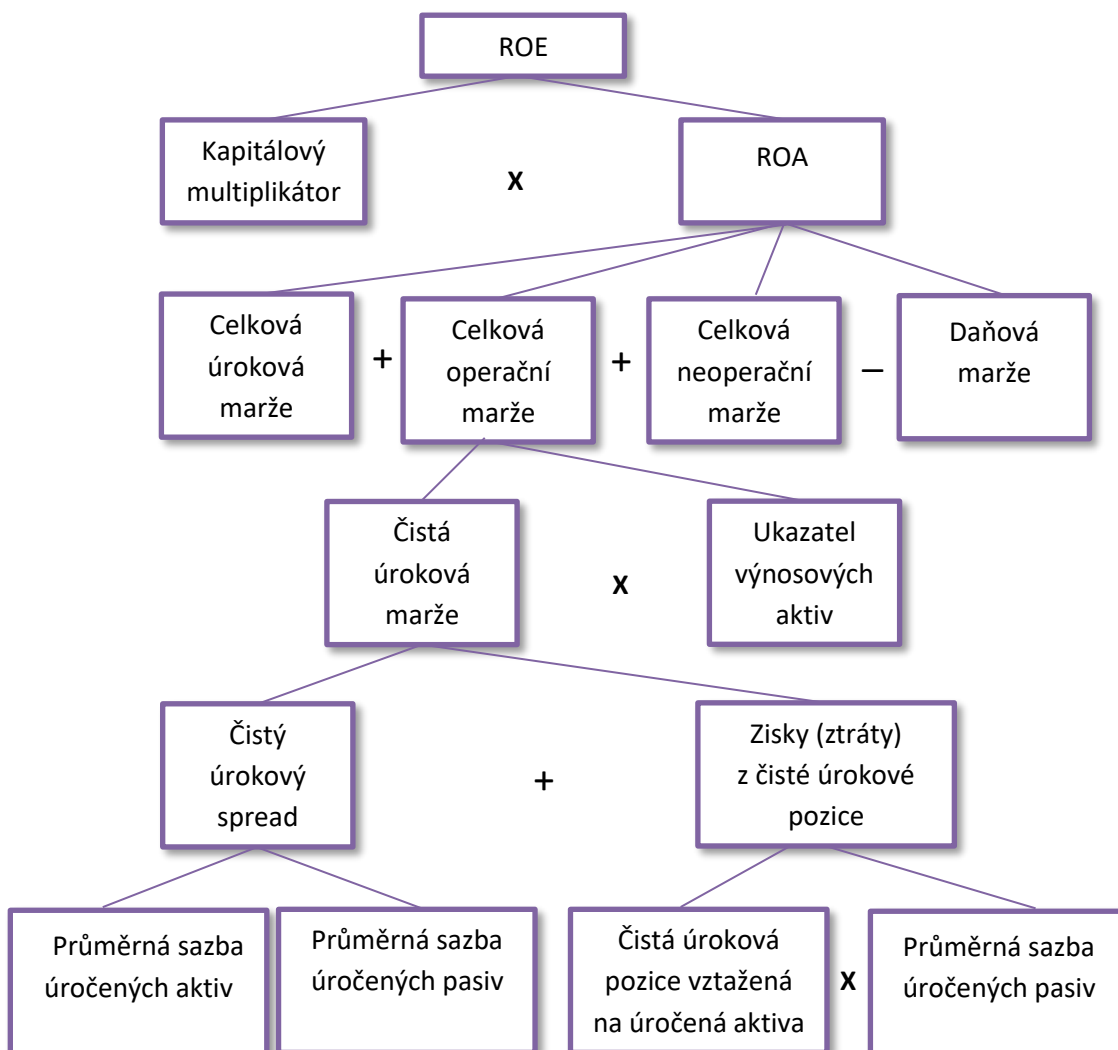 ROE
Kapitálový
multiplikátor
X
ROA
Celková
úroková
marže
+
Celková
operační
marže
+
Celková
neoperační
marže
–
Daňová
marže
Čistá
úroková
marže
X
Ukazatel
výnosových
aktiv
Čistý
úrokový
spread
+
Zisky (ztráty)
z čisté úrokové
pozice
Průměrná sazba
úročených aktiv
Průměrná sazba
úročených pasiv
Čistá úroková
pozice vztažená
na úročená aktiva
X
Průměrná sazba
úročených pasiv